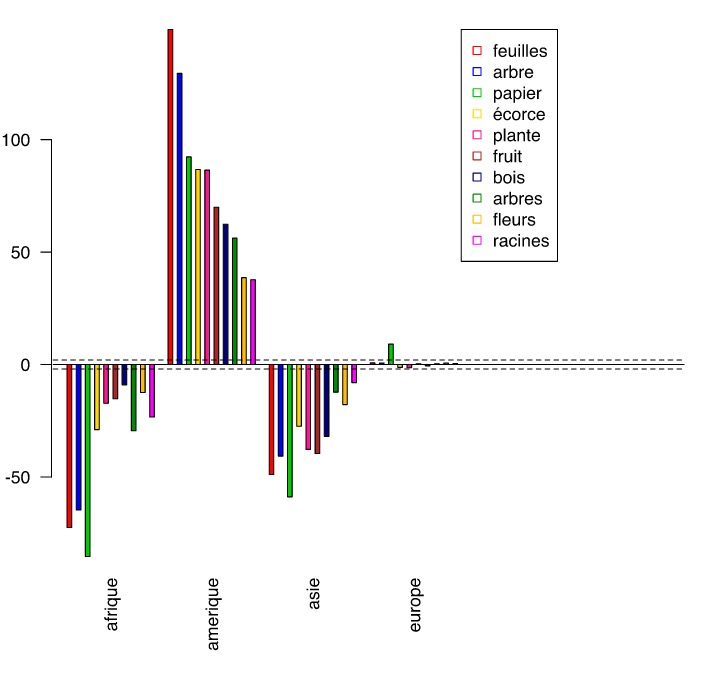 feuilles
arbre
papier
écorce
plante
fruit
bois
arbres
fleurs
racines
100
50
0
-50
afrique
amerique
asie
europe